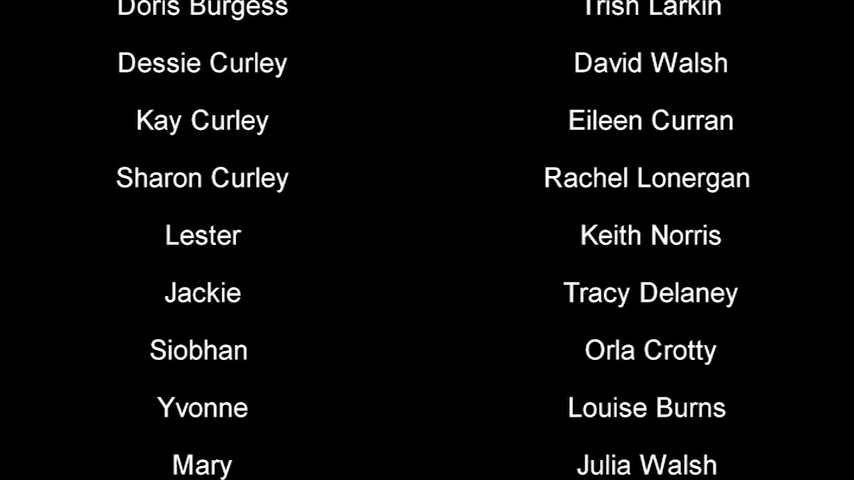 Doris Burgess Trish Larkin
Dessie Curley David Walsh
Kay Curley Eileen Curran
Sharon Curley Rachel Lonergan
Lester Keith Norris
Jackie Tracy Delaney
Siobhan Orla Crotty
Yvonne Louise Burns
Mary Julia Walsh